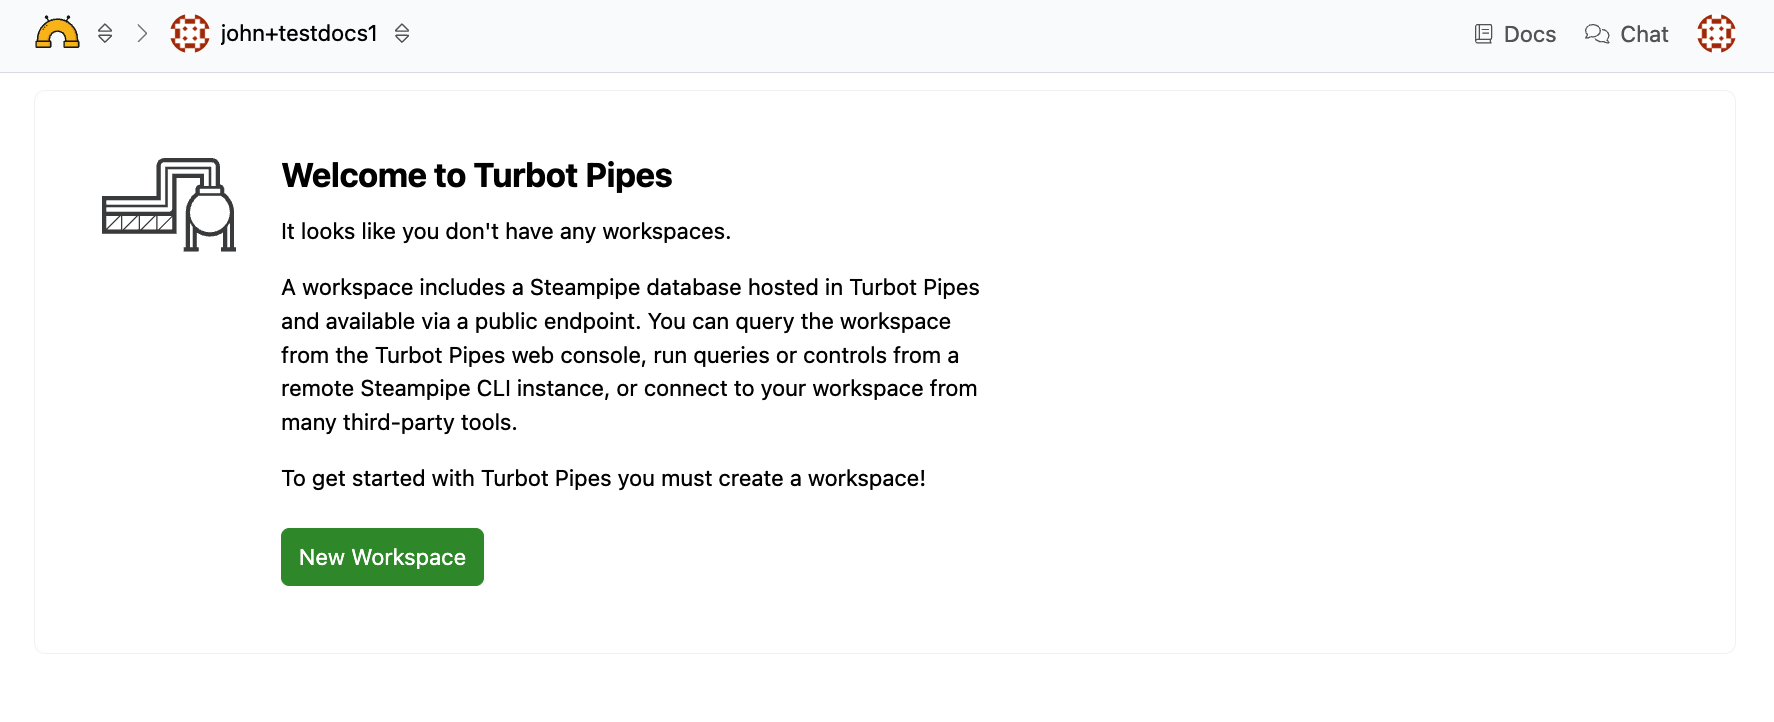 john+testdocs1
Docs
Chat
Welcome to Turbot Pipes
It looks like you don't have any workspaces.
A workspace includes a Steampipe database hosted in Turbot Pipes
and available via a public endpoint. You can query the workspace
from the Turbot Pipes web console, run queries or controls from a
remote Steampipe CLI instance, or connect to your workspace from
many third-party tools.
To get started with Turbot Pipes you must create a workspace!
New Workspace